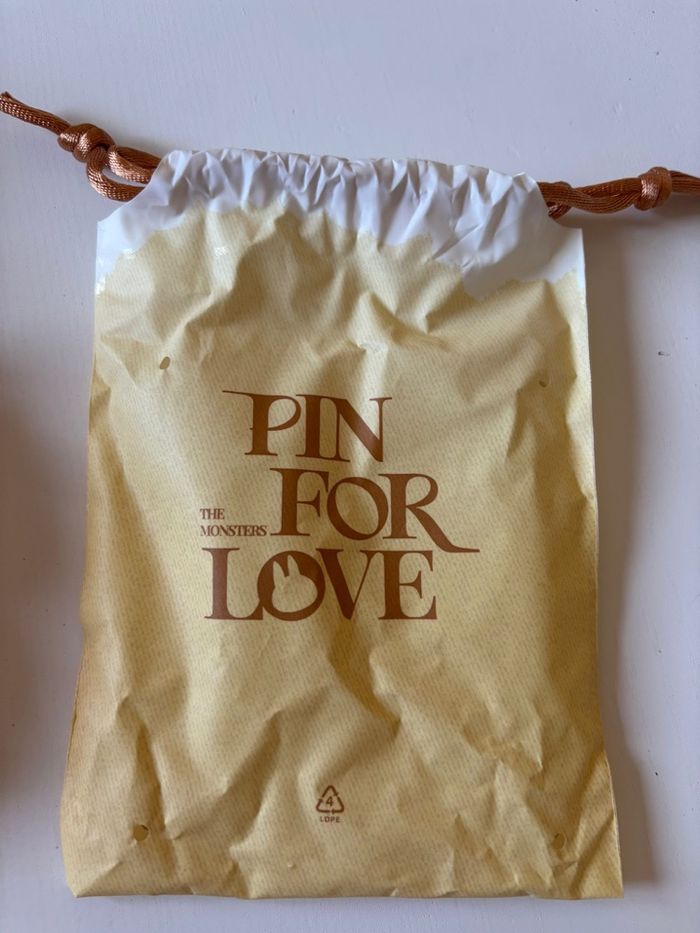 PIN
FOR
THE
MONSTERS
LOVE
4
LDPE